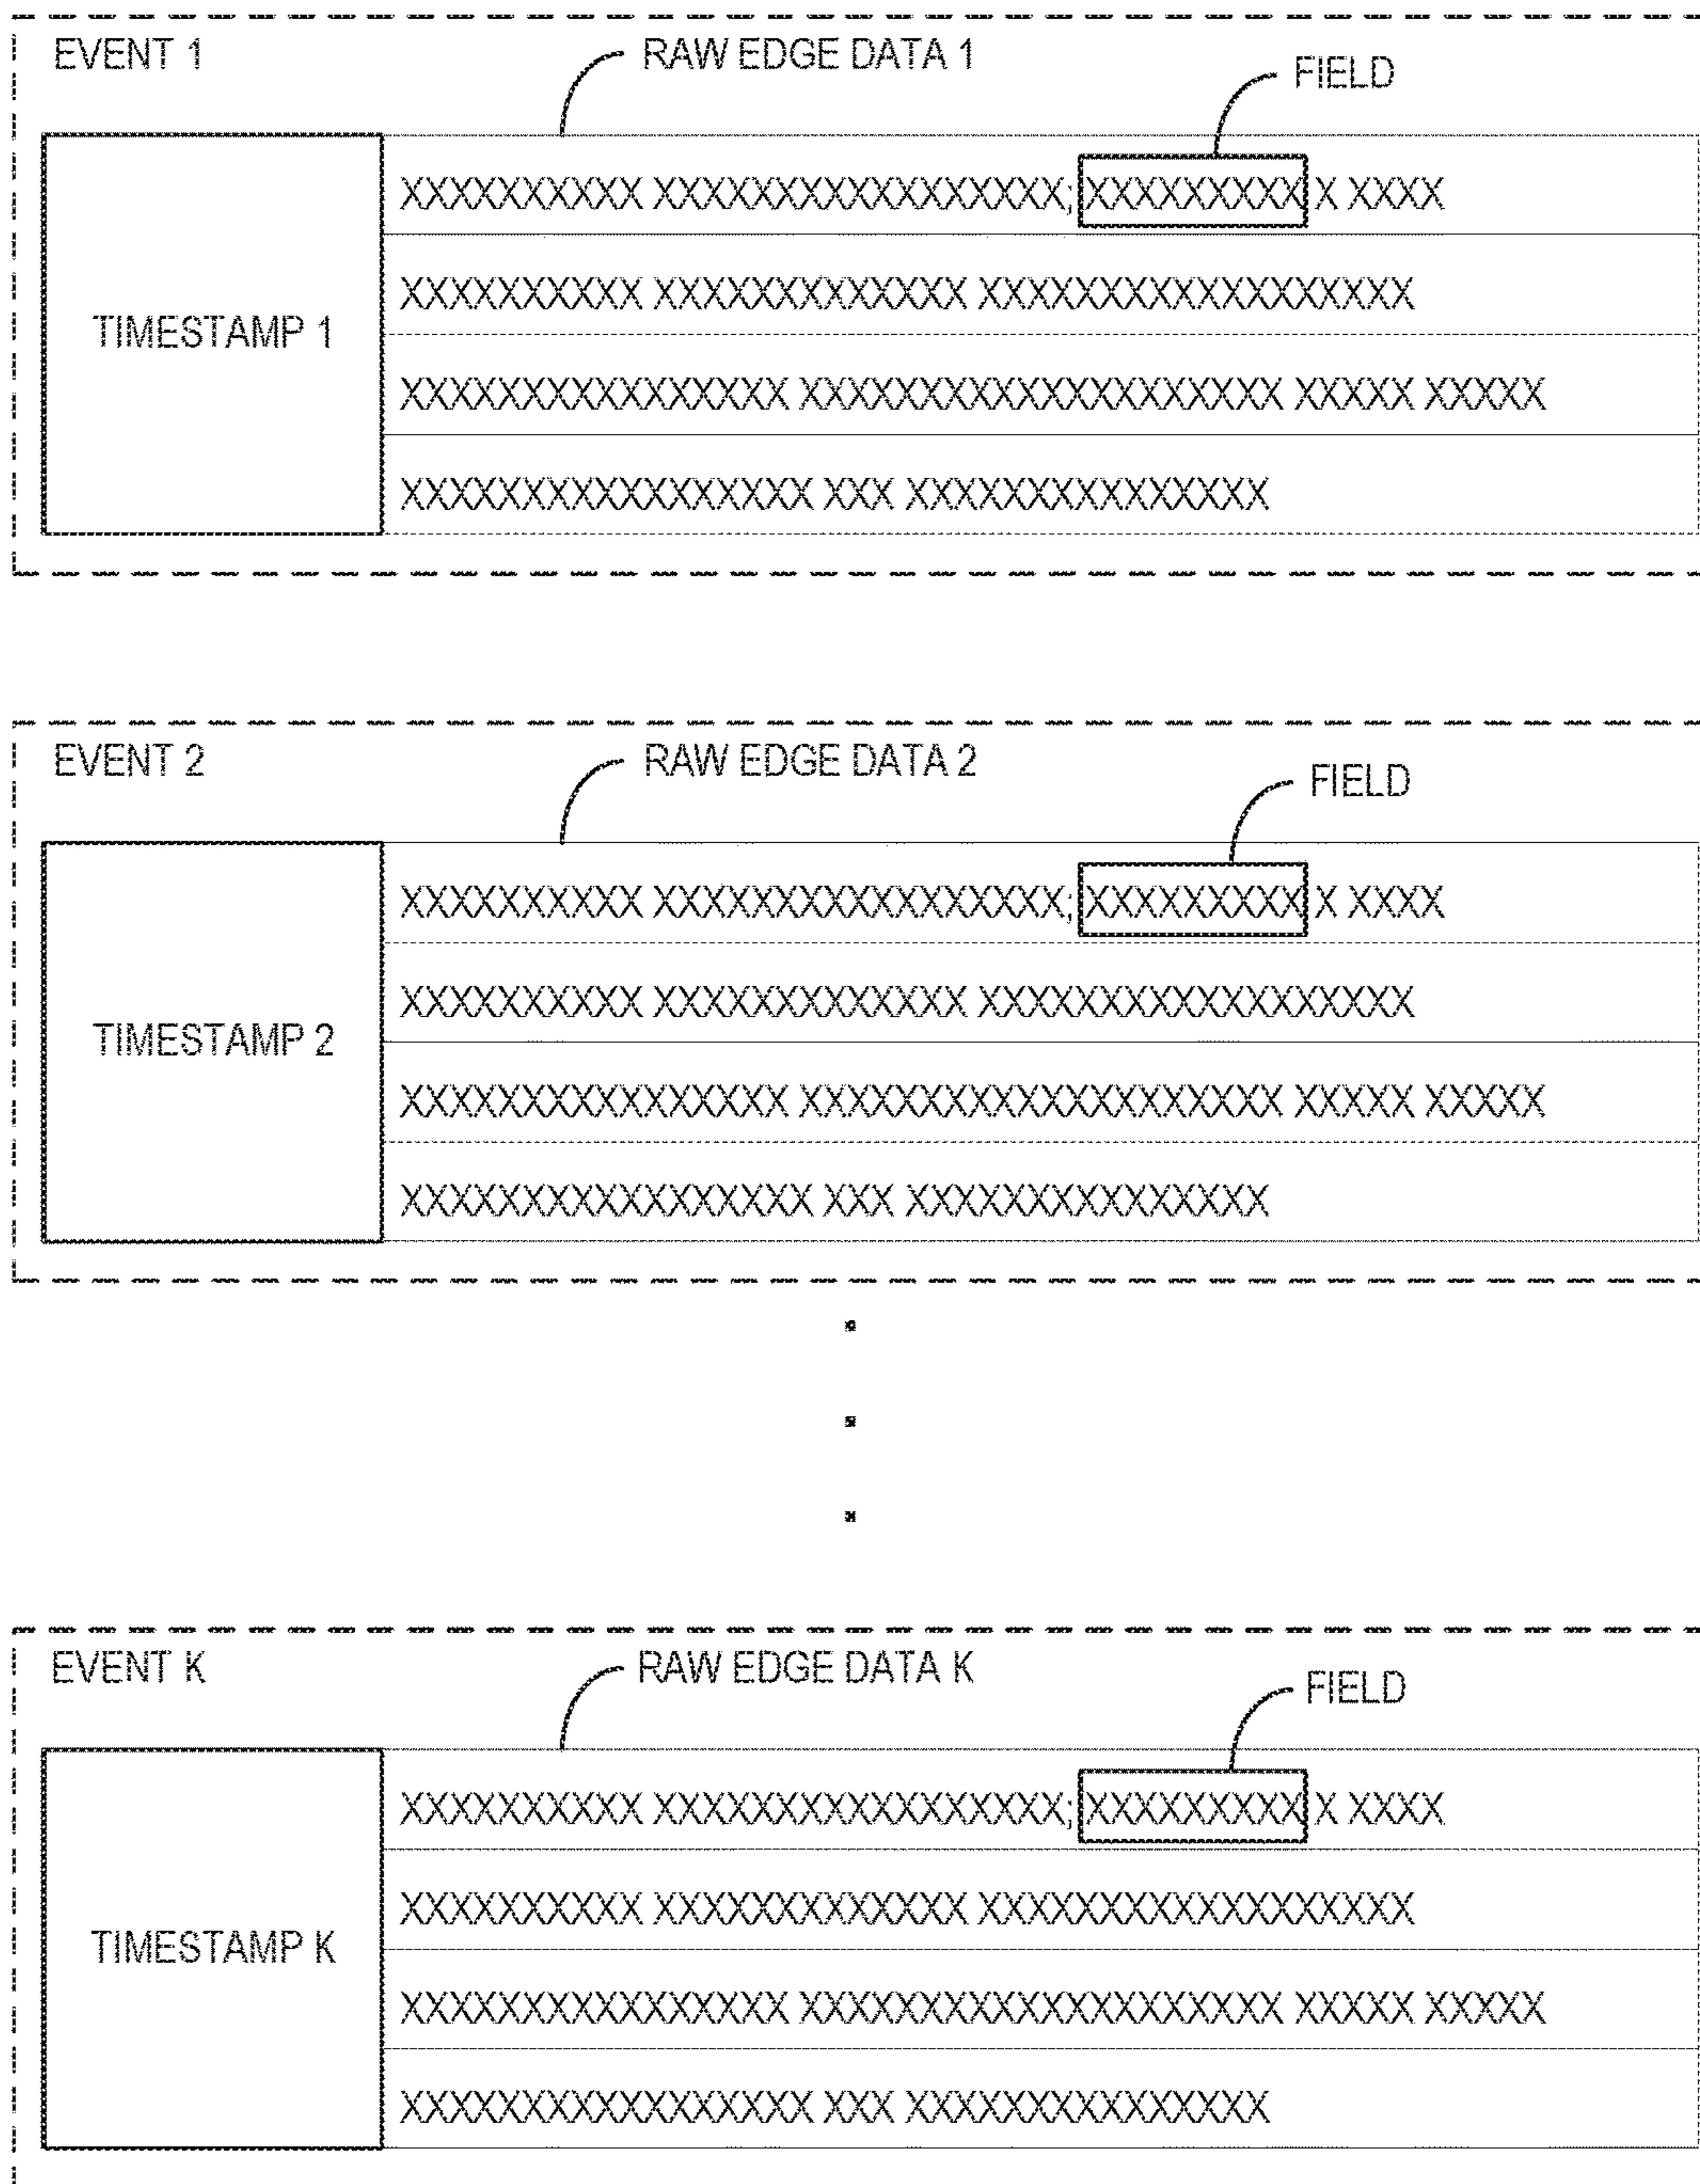 EVENT 1
RAW EDGE DATA 1
FIELD
TIMESTAMP 1
XXXXXXXXXX XXXXXXXXXXXXXXXXX; XXXXXXXXX X XXXX
XXXXXXXXXX XXXXXXXXXXXXX XXXXXXXXXXXXXXXXXX
XXXXXXXXXXXXXXXX XXXXXXXXXXXXXXXXXXXX XXXXX XXXXX
XXXXXXXXXXXXXXXXX XXX XXXXXXXXXXXXXXX
EVENT 2
RAW EDGE DATA 2
FIELD
TIMESTAMP 2
XXXXXXXXXX XXXXXXXXXXXXXXXXX; XXXXXXXXX X XXXX
XXXXXXXXXX XXXXXXXXXXXXX XXXXXXXXXXXXXXXXXX
XXXXXXXXXXXXXXXX XXXXXXXXXXXXXXXXXXXX XXXXX XXXXX
XXXXXXXXXXXXXXXXX XXX XXXXXXXXXXXXXXX
EVENT K
RAW EDGE DATA K
FIELD
TIMESTAMP K
XXXXXXXXXX XXXXXXXXXXXXXXXXX; XXXXXXXXX X XXXX
XXXXXXXXXX XXXXXXXXXXXXX XXXXXXXXXXXXXXXXXX
XXXXXXXXXXXXXXXX XXXXXXXXXXXXXXXXXXXX XXXXX XXXXX
XXXXXXXXXXXXXXXXX XXX XXXXXXXXXXXXXXX